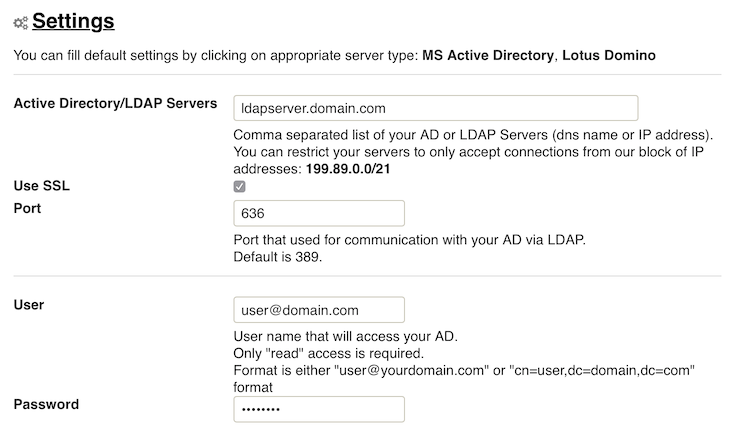 Settings
You can fill default settings by clicking on appropriate server type: MS Active Directory, Lotus Domino
Active Directory/LDAP Servers
ldapserver.domain.com
Comma separated list of your AD or LDAP Servers (dns name or IP address).
You can restrict your servers to only accept connections from our block of IP
addresses: 199.89.0.0/21
Use SSL
Port
636
Port that used for communication with your AD via LDAP.
Default is 389.
User
user@domain.com
User name that will access your AD.
Only "read" access is required.
Format is either "user@yourdomain.com" or "cn=user,dc=domain,dc=com"
format
Password
••••••••